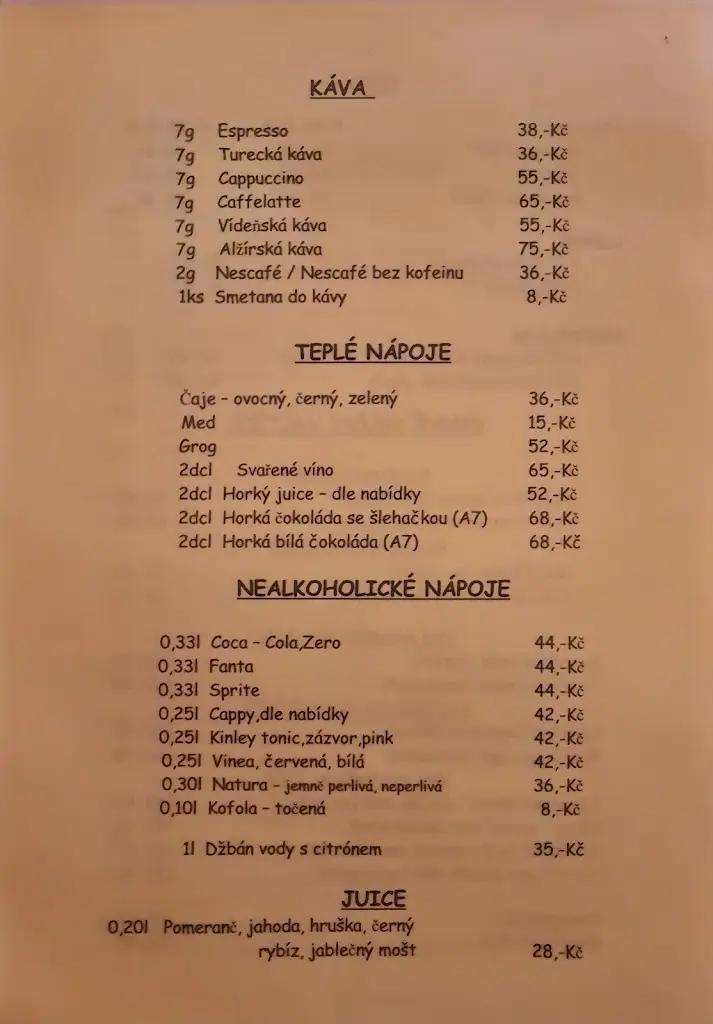 KÁVA
7g Espresso 38,-Kč
7g Turecká káva 36,-Kč
7g Cappuccino 55,-Kč
7g Caffelatte 65,-Kč
7g Vídeňská káva 55,-Kč
7g Alžírská káva 75,-Kč
2g Nescafé / Nescafé bez kofeinu 36,-Kč
1ks Smetana do kávy 8,-Kč
TEPLÉ NÁPOJE
Čaje - ovocný, černý, zelený 36,-Kč
Med 15,-Kč
Grog 52,-Kč
2dcl Svařené víno 65,-Kč
2dcl Horký juice - dle nabídky 52,-Kč
2dcl Horká čokoláda se šlehačkou (A7) 68,-Kč
2dcl Horká bílá čokoláda (A7) 68,-Kč
NEALKOHOLICKÉ NÁPOJE
0,33l Coca - Cola,Zero 44,-Kč
0,33l Fanta 44,-Kč
0,33l Sprite 44,-Kč
0,25l Cappy,dle nabídky 42,-Kč
0,25l Kinley tonic,zázvor,pink 42,-Kč
0,25l Vinea, červená, bílá 42,-Kč
0,30l Natura - jemně perlivá, neperlivá 36,-Kč
0,10l Kofola - točená 8,-Kč
1l Džbán vody s citrónem 35,-Kč
JUICE
0,20l Pomeranč, jahoda, hruška, černý
rybíz, jablečný mošt 28,-Kč